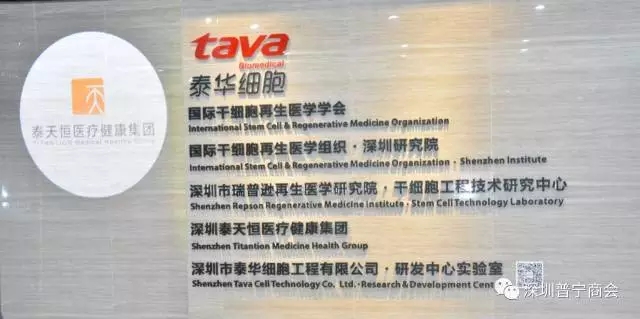 泰天恒医疗健康集团
tava
Biomedical
泰华细胞
国际干细胞再生医学学会
International Stem Cell & Regenerative Medicine Organization
国际干细胞再生医学组织·深圳研究院
International Stem Cell & Regenerative Medicine Organization · Shenzhen Institute
深圳市瑞普逊再生医学研究院·干细胞工程技术研究中心
Shenzhen Repson Regenerative Medicine Institute · Stem Cell Technology Laboratory
深圳泰天恒医疗健康集团
Shenzhen Titantion Medicine Health Group
深圳市泰华细胞工程有限公司·研发中心实验室
Shenzhen Tava Cell Technology Co. Ltd.·Research & Development Cent
深圳普宁商会